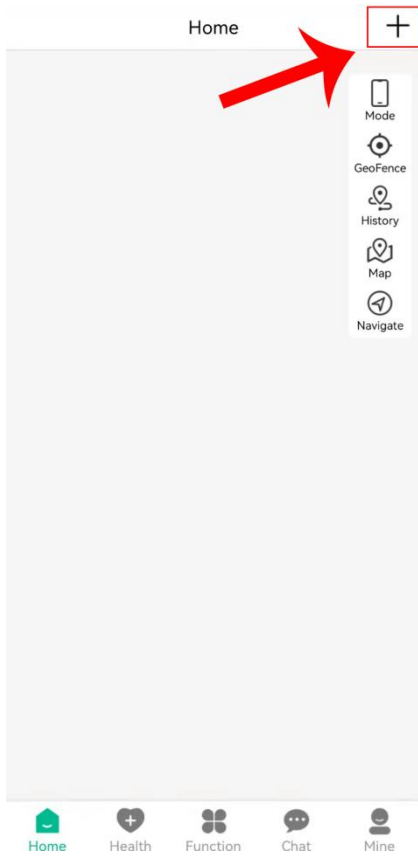 Home
Mode
GeoFence
History
Map
Navigate
Home Health Function Chat Mine